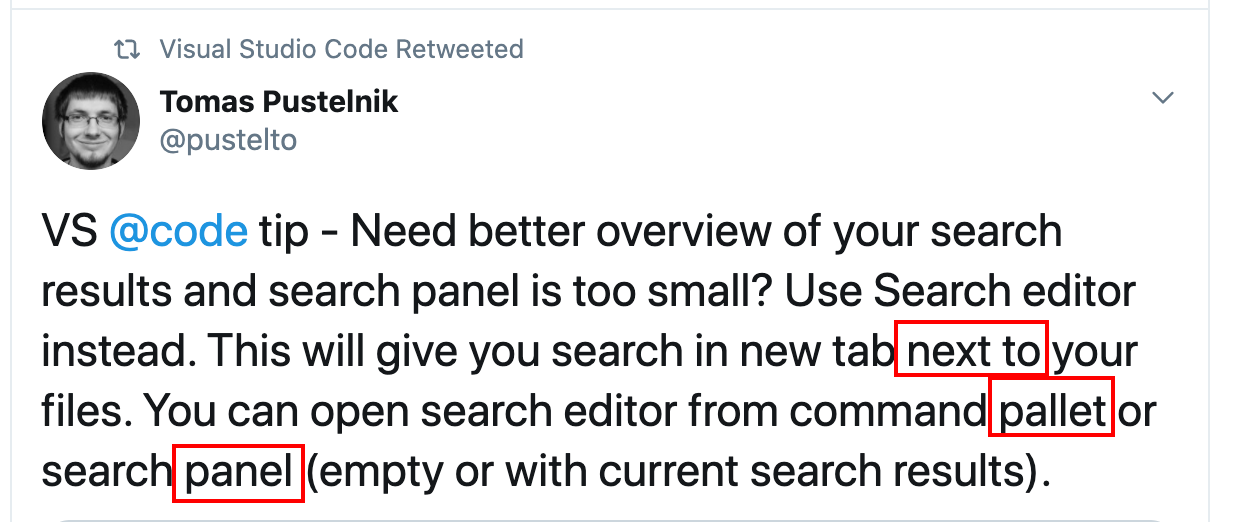 Visual Studio Code Retweeted
Tomas Pustelnik
@pustelto
VS @code tip - Need better overview of your search
results and search panel is too small? Use Search editor
instead. This will give you search in new tab next to your
files. You can open search editor from command pallet or
search panel (empty or with current search results).